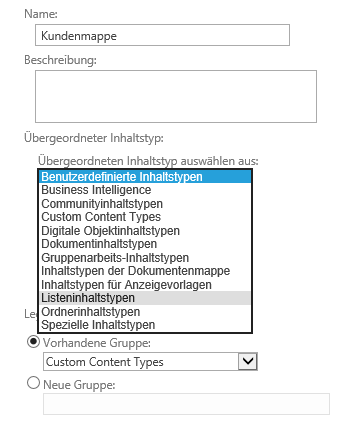 Name:
Kundenmappe
Beschreibung:
Übergeordneter Inhaltstyp:
Übergeordneten Inhaltstyp auswählen aus:
Benutzerdefinierte Inhaltstypen
Business Intelligence
Communityinhaltstypen
Custom Content Types
Digitale Objektinhaltstypen
Dokumentinhaltstypen
Gruppenarbeits-Inhaltstypen
Inhaltstypen der Dokumentenmappe
Inhaltstypen für Anzeigevorlagen
Listeninhaltstypen
Ordnerinhaltstypen
Spezielle Inhaltstypen
Vorhandene Gruppe:
Custom Content Types
Neue Gruppe: